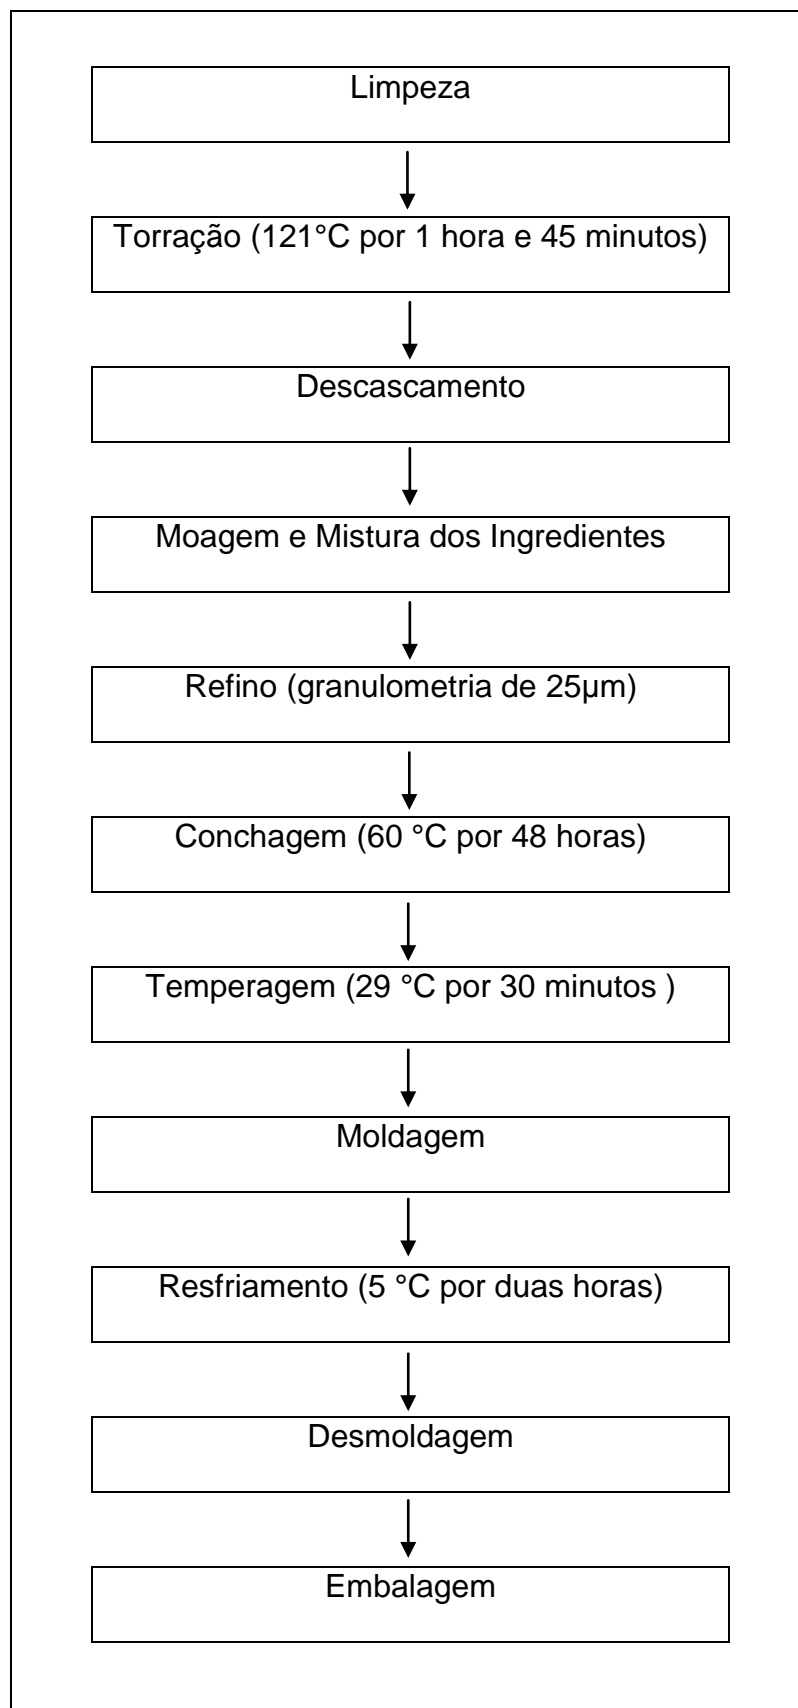 Limpeza
Torração (121°C por 1 hora e 45 minutos)
Descascamento
Moagem e Mistura dos Ingredientes
Refino (granulometria de 25µm)
Conchagem (60 °C por 48 horas)
Temperagem (29 °C por 30 minutos )
Moldagem
Resfriamento (5 °C por duas horas)
Desmoldagem
Embalagem